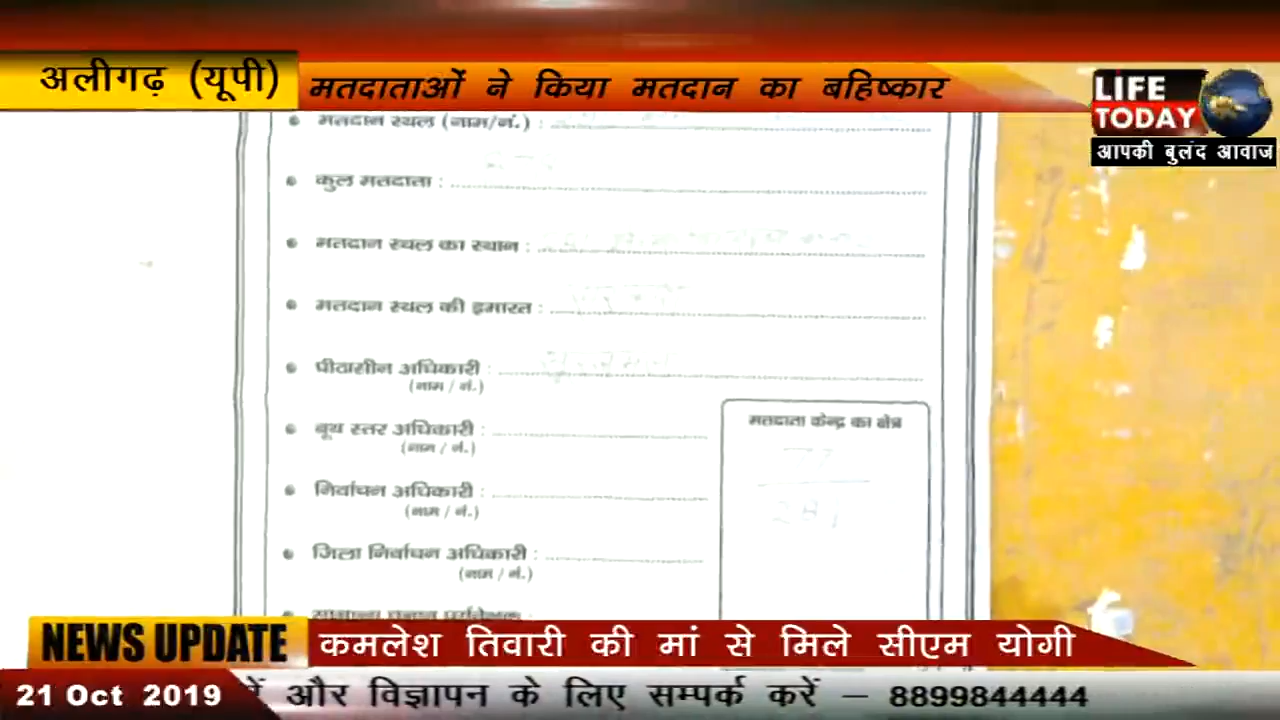 अलीगढ़ (यूपी)
मतदाताओं ने किया मतदान का बहिष्कार
LIFE
TODAY
आपकी बुलंद आवाज
मतदान स्थल (नाम/नं.) :
कुल मतदाता :
मतदान स्थल का स्थान :
मतदान स्थल की इमारत :
पीठासीन अधिकारी :
(नाम / नं.)
बूथ स्तर अधिकारी :
(नाम / नं.)
निर्वाचन अधिकारी :
(नाम / नं.)
जिला निर्वाचन अधिकारी :
(नाम / नं.)
मतदाता केन्द्र का क्षेत्र
77
NEWS UPDATE
कमलेश तिवारी की मां से मिले सीएम योगी
21 Oct 2019
और विज्ञापन के लिए सम्पर्क करें – 8899844444